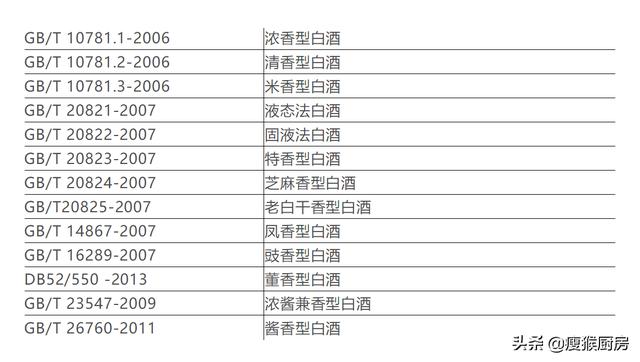 GB/T 10781.1-2006 浓香型白酒
GB/T 10781.2-2006 清香型白酒
GB/T 10781.3-2006 米香型白酒
GB/T 20821-2007 液态法白酒
GB/T 20822-2007 固液法白酒
GB/T 20823-2007 特香型白酒
GB/T 20824-2007 芝麻香型白酒
GB/T20825-2007 老白干香型白酒
GB/T 14867-2007 凤香型白酒
GB/T 16289-2007 豉香型白酒
DB52/550 -2013 董香型白酒
GB/T 23547-2009 浓酱兼香型白酒
GB/T 26760-2011 酱香型白酒
头条 @瘦猴厨房